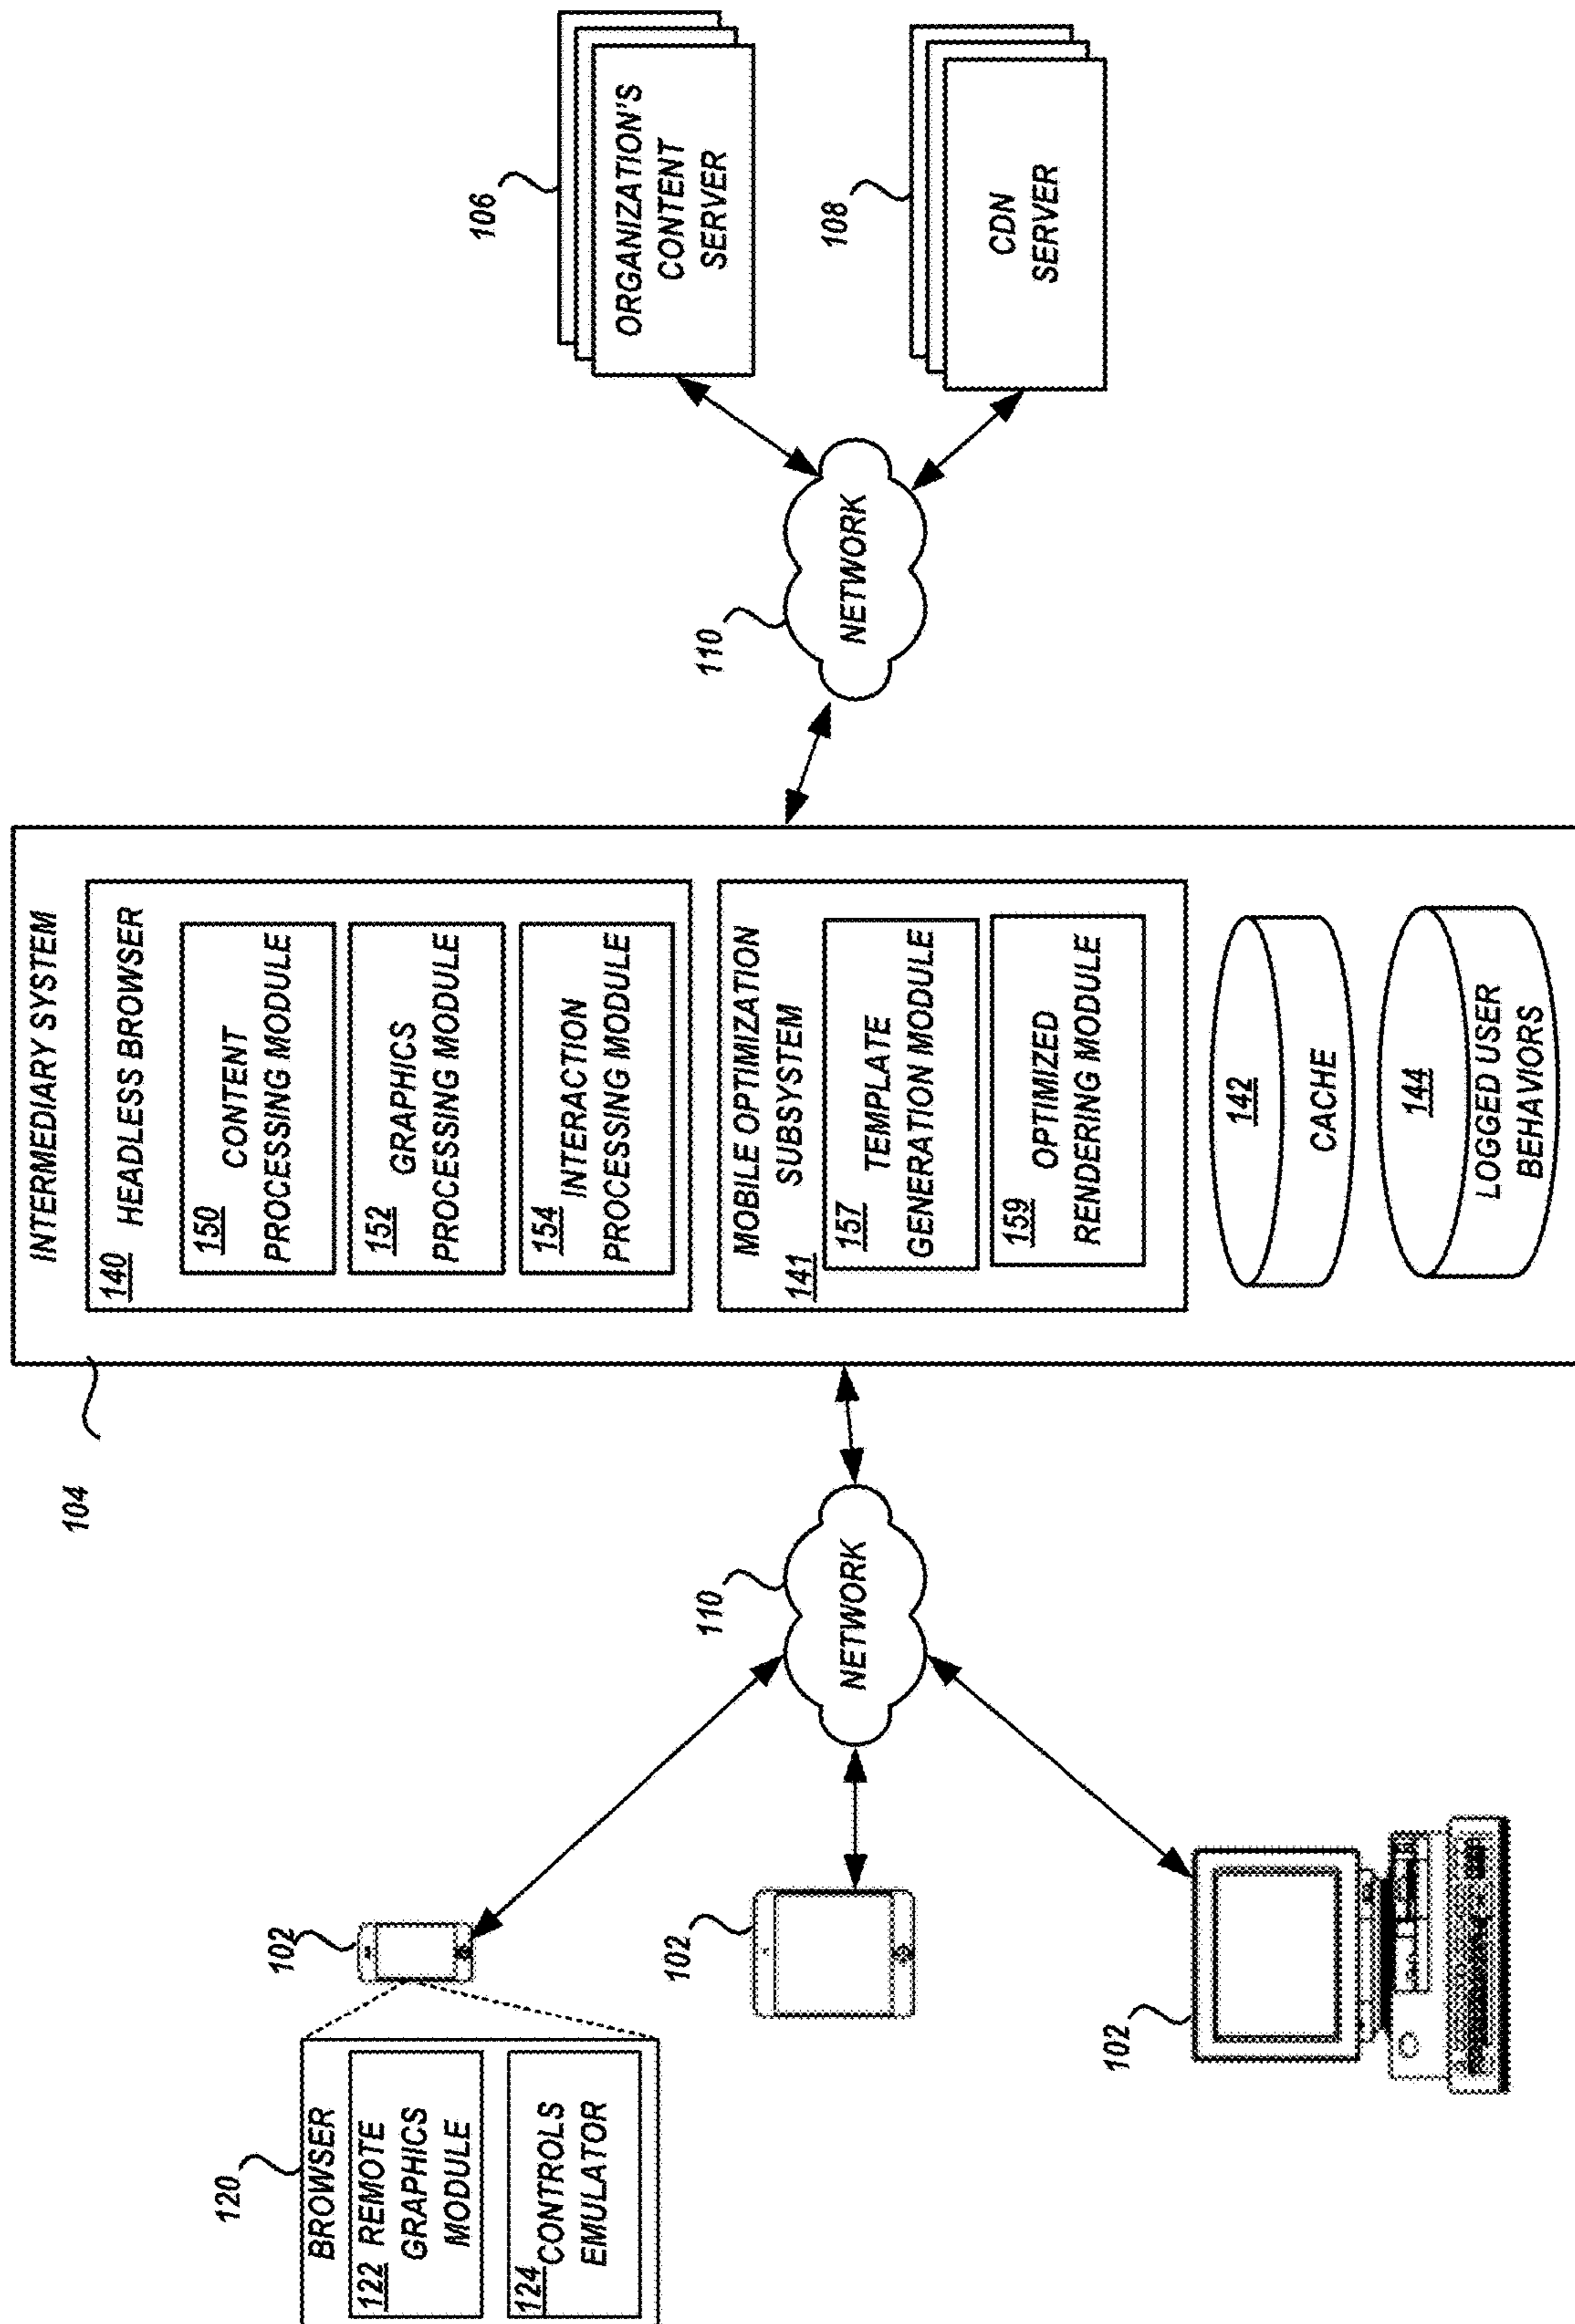 120
BROWSER
122 REMOTE
GRAPHICS
MODULE
124 CONTROLS
EMULATOR
102
102
102
110
NETWORK
104
INTERMEDIARY SYSTEM
140 HEADLESS BROWSER
150 CONTENT
PROCESSING MODULE
152 GRAPHICS
PROCESSING MODULE
154 INTERACTION
PROCESSING MODULE
MOBILE OPTIMIZATION
141 SUBSYSTEM
157 TEMPLATE
GENERATION MODULE
159 OPTIMIZED
RENDERING MODULE
142
CACHE
144
LOGGED USER
BEHAVIORS
110
NETWORK
106
ORGANIZATION'S
CONTENT
SERVER
108
CDN
SERVER